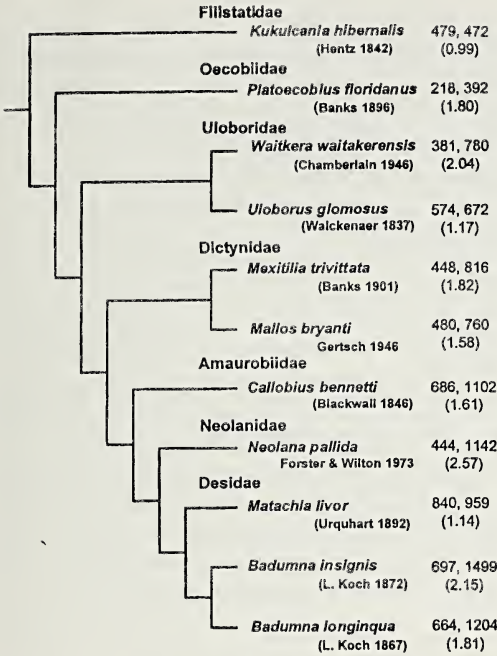 Filistatidae
Kukulcania hibernalis 479, 472
(Hentz 1842) (0.99)
Oecobiidae
Platoecobius floridanus 218, 392
(Banks 1896) (1.80)
Uloboridae
Waitkera waitakerensis 381, 780
(Chamberlain 1946) (2.04)
Uloborus glomosus 574, 672
(Walckenaer 1837) (1.17)
Dictynidae
Mexitilia trivittata 448, 816
(Banks 1901) (1.82)
Mallos bryanti 480, 760
Gertsch 1946 (1.58)
Amaurobiidae
Callobius bennetti 686, 1102
(Blackwall 1846) (1.61)
Neolanidae
Neolana pallida 444, 1142
Forster & Wilton 1973 (2.57)
Desidae
Matachia livor 840, 959
(Urquhart 1892) (1.14)
Badumna insignis 697, 1499
(L. Koch 1872) (2.15)
Badumna longinqua 664, 1204
(L. Koch 1867) (1.81)